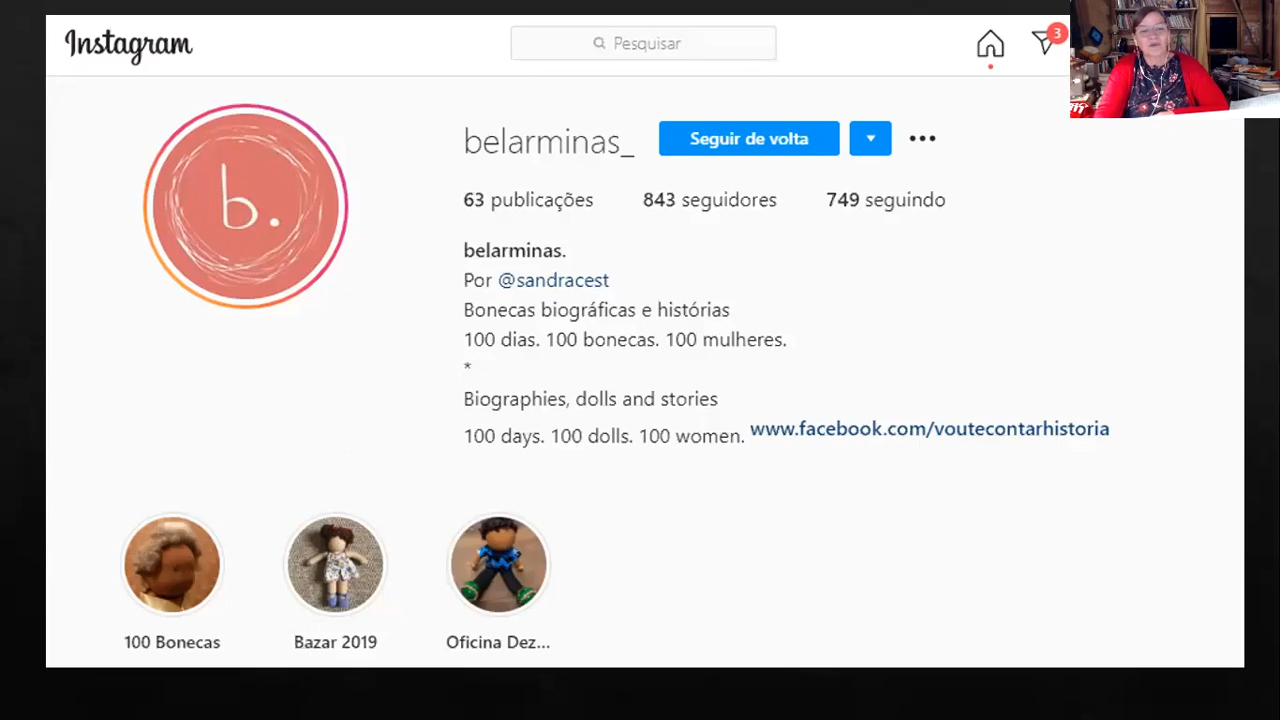 Instagram
Pesquisar
3
b.
belarminas_
Seguir de volta
63 publicações 843 seguidores 749 seguindo
belarminas.
Por @sandracest
Bonecas biográficas e histórias
100 dias. 100 bonecas. 100 mulheres.
*
Biographies, dolls and stories
100 days. 100 dolls. 100 women. www.facebook.com/voutecontarhistoria
100 Bonecas
Bazar 2019
Oficina Dez...